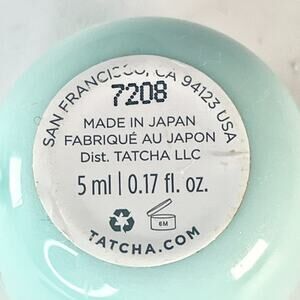 SAN FRANCISCO, CA 94123 USA
7208
MADE IN JAPAN
FABRIQUÉ AU JAPON
Dist. TATCHA LLC
5 ml | 0.17 fl. oz.
6M
TATCHA.COM